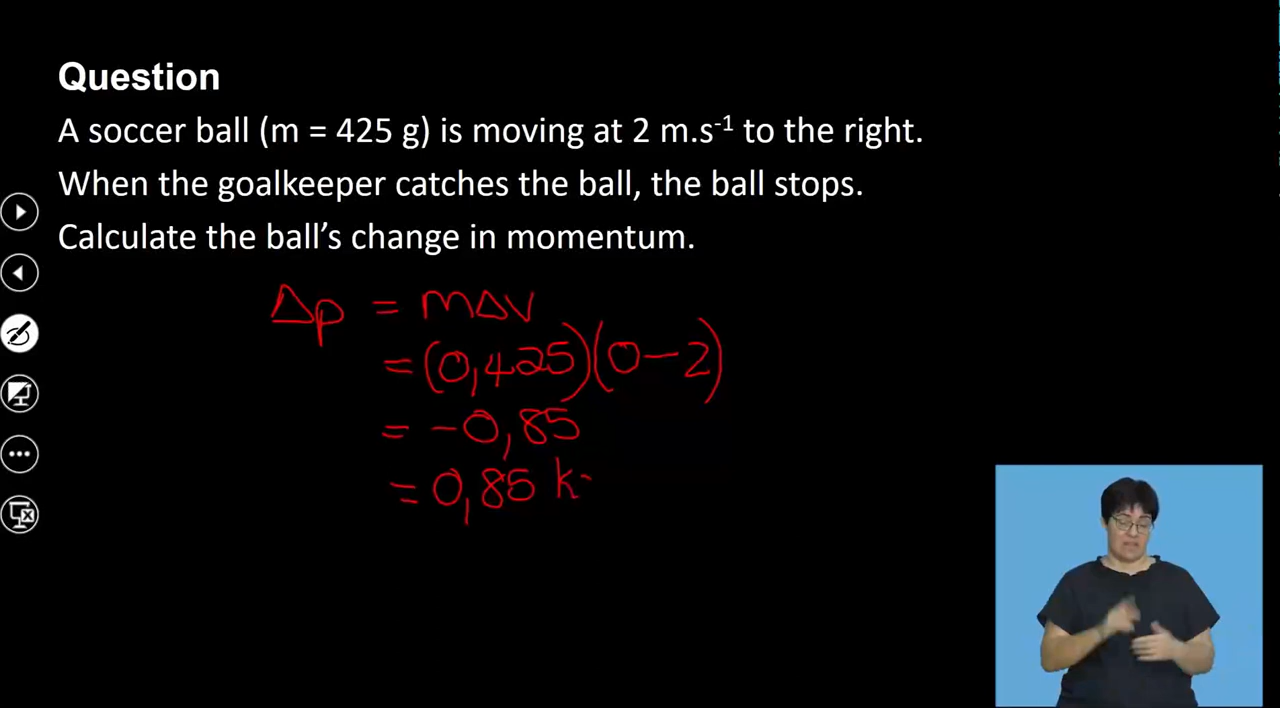 Question
A soccer ball (m = 425 g) is moving at 2 m.s⁻¹ to the right.
When the goalkeeper catches the ball, the ball stops.
Calculate the ball’s change in momentum.
Δp = mΔv
= (0,425)(0-2)
= -0,85
= 0,85 k